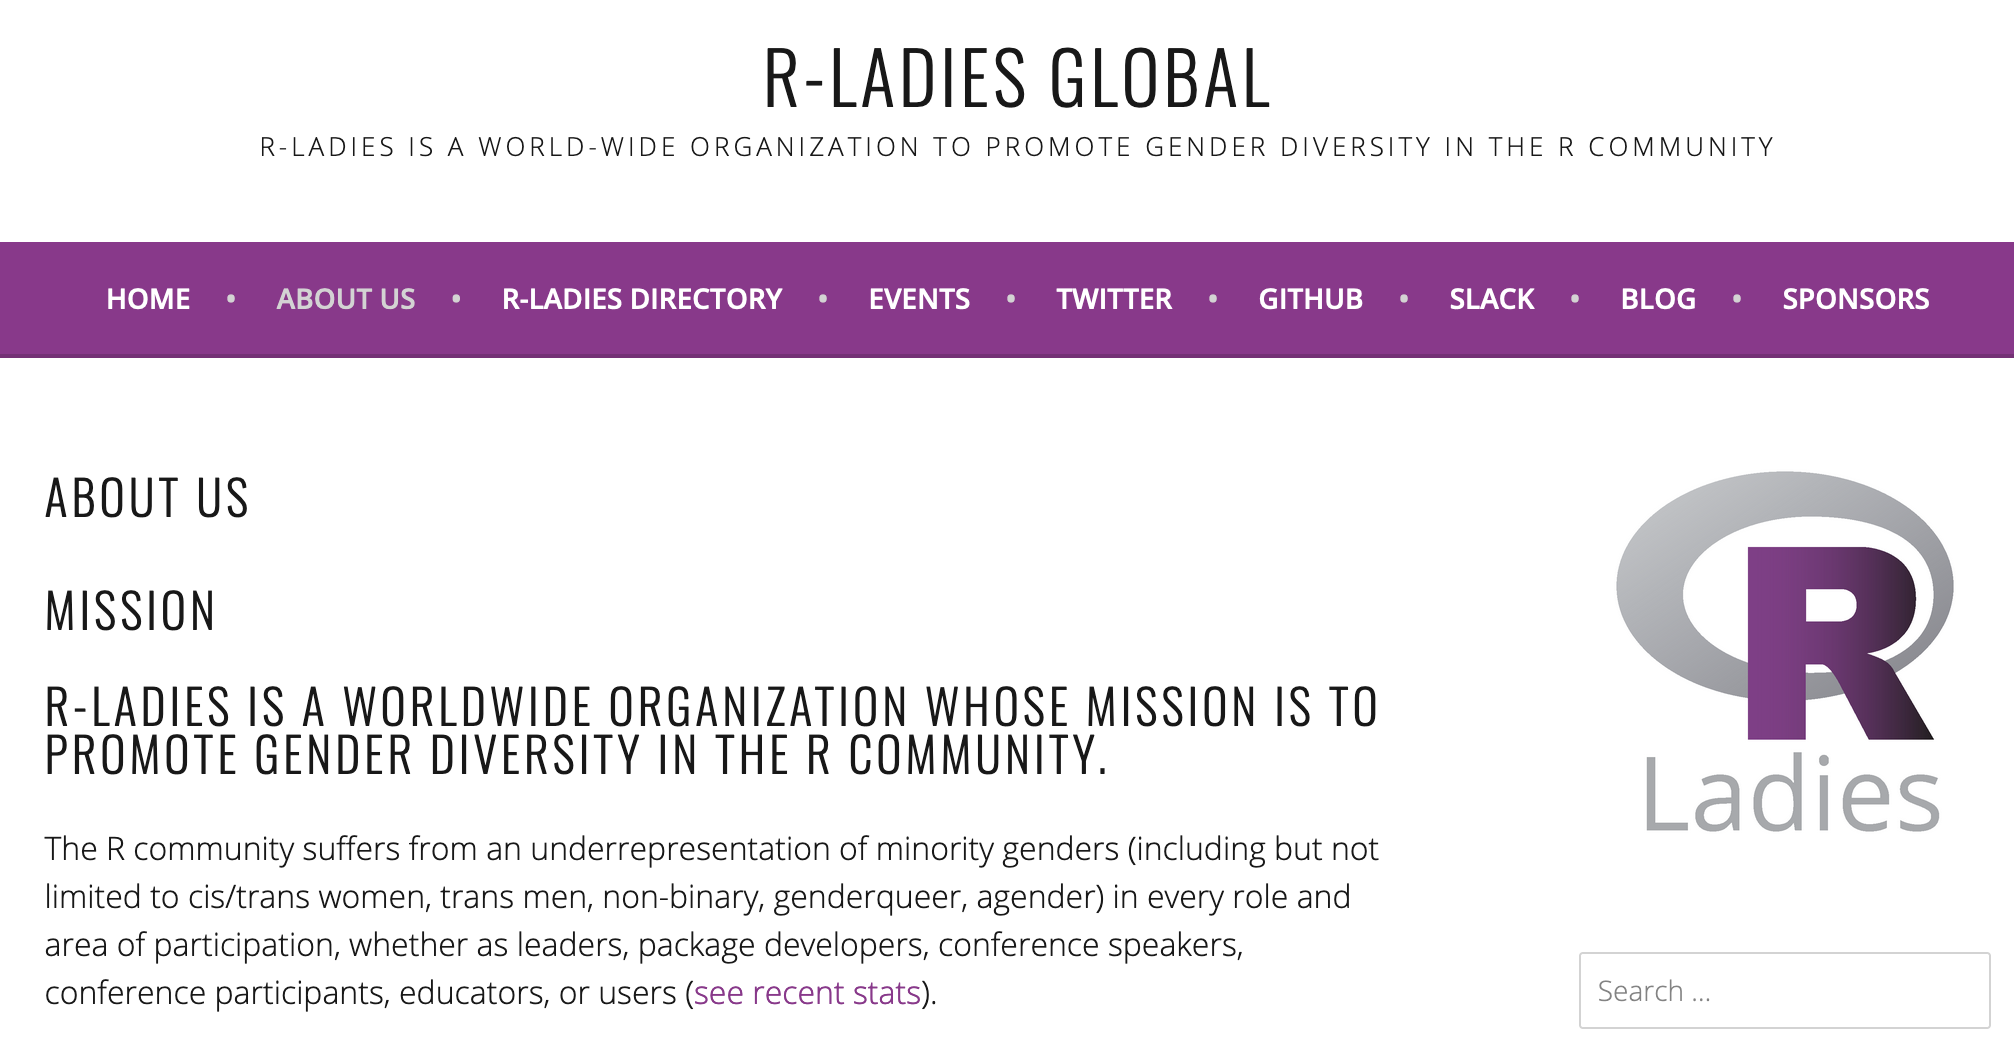 R-LADIES GLOBAL
R-LADIES IS A WORLD-WIDE ORGANIZATION TO PROMOTE GENDER DIVERSITY IN THE R COMMUNITY
HOME • ABOUT US • R-LADIES DIRECTORY • EVENTS • TWITTER • GITHUB • SLACK • BLOG • SPONSORS
ABOUT US
MISSION
R-LADIES IS A WORLDWIDE ORGANIZATION WHOSE MISSION IS TO
PROMOTE GENDER DIVERSITY IN THE R COMMUNITY.
The R community suffers from an underrepresentation of minority genders (including but not
limited to cis/trans women, trans men, non-binary, genderqueer, agender) in every role and
area of participation, whether as leaders, package developers, conference speakers,
conference participants, educators, or users (see recent stats).
R
Ladies
Search ...